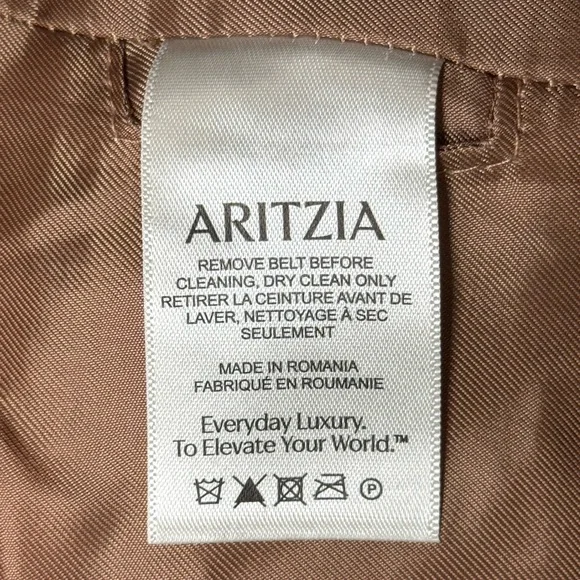 ARITZIA
REMOVE BELT BEFORE
CLEANING, DRY CLEAN ONLY
RETIRER LA CEINTURE AVANT DE
LAVER, NETTOYAGE À SEC
SEULEMENT
MADE IN ROMANIA
FABRIQUÉ EN ROUMANIE
Everyday Luxury.
To Elevate Your World.™
P